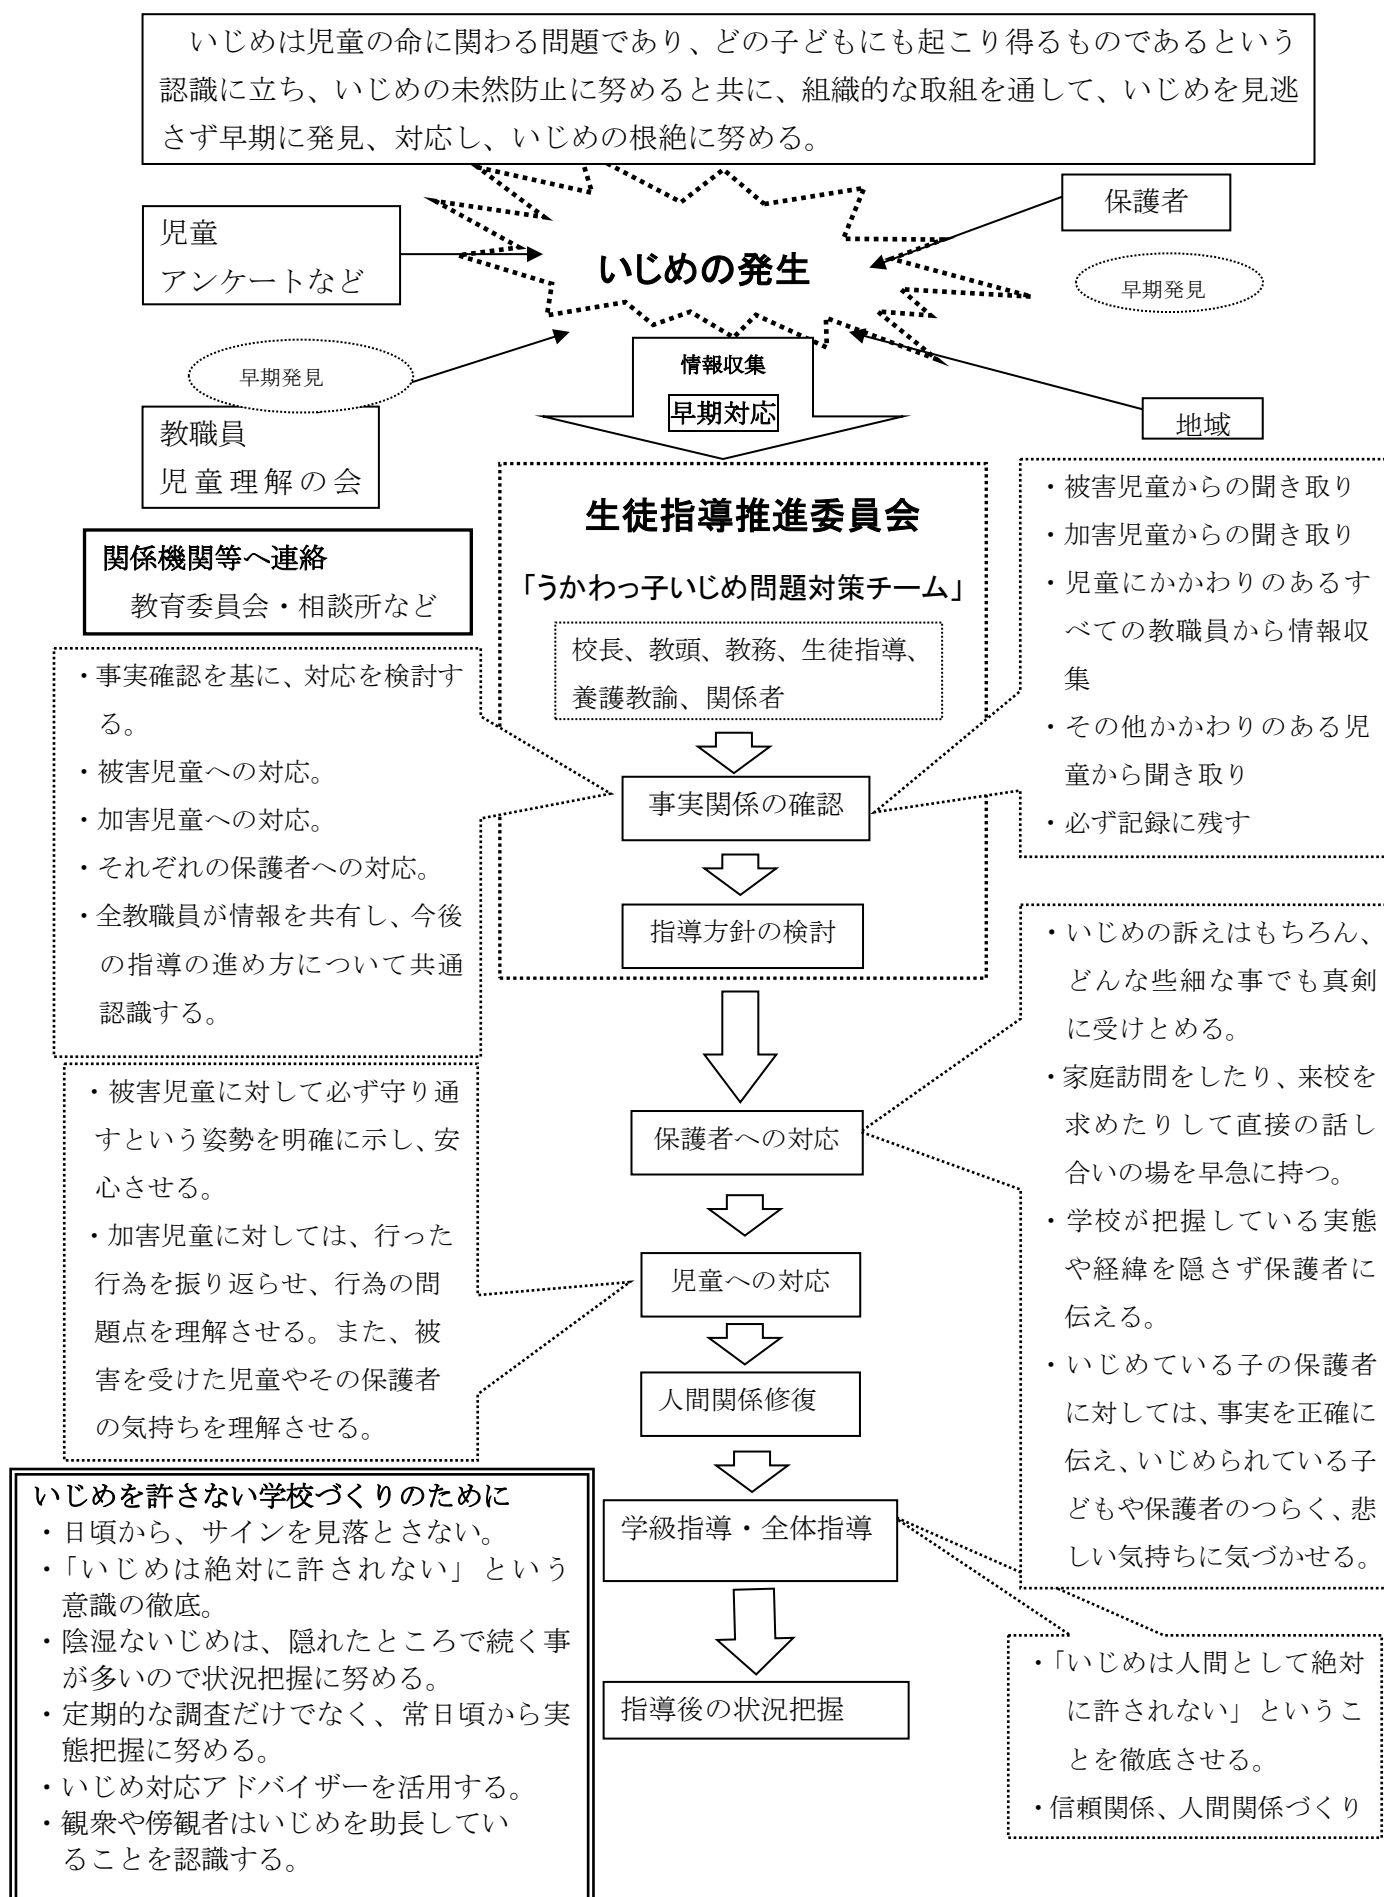 いじめは児童の命に関わる問題であり、どの子どもにも起こり得るものであるという
認識に立ち、いじめの未然防止に努めると共に、組織的な取組を通して、いじめを見逃
さず早期に発見、対応し、いじめの根絶に努める。
児童
アンケートなど
保護者
いじめの発生
早期発見
早期発見
情報収集
早期対応
地域
教職員
児童理解の会
関係機関等へ連絡
教育委員会・相談所など
生徒指導推進委員会
「うかわっ子いじめ問題対策チーム」
校長、教頭、教務、生徒指導、
養護教諭、関係者
・被害児童からの聞き取り
・加害児童からの聞き取り
・児童にかかわりのあるす
べての教職員から情報収
集
・その他かかわりのある児
童から聞き取り
・必ず記録に残す
・事実確認を基に、対応を検討す
る。
・被害児童への対応。
・加害児童への対応。
・それぞれの保護者への対応。
・全教職員が情報を共有し、今後
の指導の進め方について共通
認識する。
事実関係の確認
指導方針の検討
・いじめの訴えはもちろん、
どんな些細な事でも真剣
に受けとめる。
・家庭訪問をしたり、来校を
求めたりして直接の話し
合いの場を早急に持つ。
・学校が把握している実態
や経緯を隠さず保護者に
伝える。
・いじめている子の保護者
に対しては、事実を正確に
伝え、いじめられている子
どもや保護者のつらく、悲
しい気持ちに気づかせる。
保護者への対応
・被害児童に対して必ず守り通
すという姿勢を明確に示し、安
心させる。
・加害児童に対しては、行った
行為を振り返らせ、行為の問
題点を理解させる。また、被
害を受けた児童やその保護者
の気持ちを理解させる。
児童への対応
人間関係修復
学級指導・全体指導
指導後の状況把握
いじめを許さない学校づくりのために
・日頃から、サインを見落とさない。
・「いじめは絶対に許されない」という
意識の徹底。
・陰湿ないじめは、隠れたところで続く事
が多いので状況把握に努める。
・定期的な調査だけでなく、常日頃から実
態把握に努める。
・いじめ対応アドバイザーを活用する。
・観衆や傍観者はいじめを助長してい
ることを認識する。
・「いじめは人間として絶対
に許されない」というこ
とを徹底させる。
・信頼関係、人間関係づくり